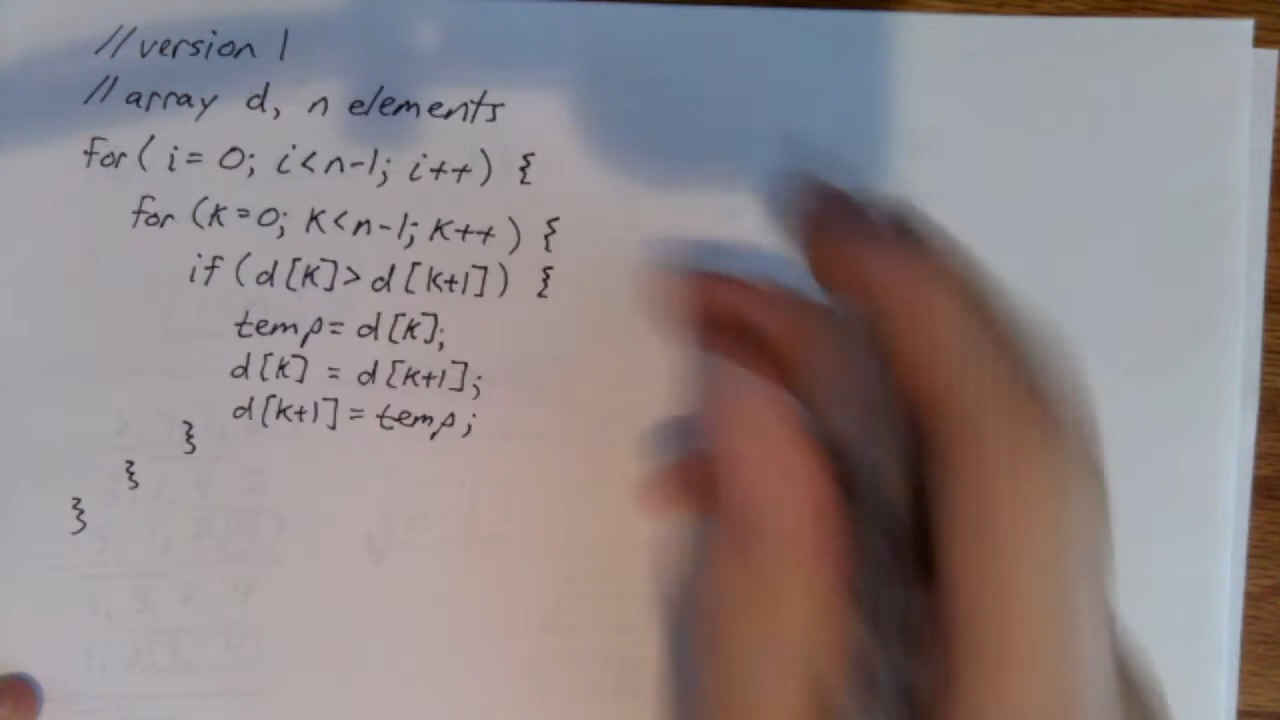 //version 1
//array d, n elements
for( i= 0; i<n-1; i++) {
for (k=0; k<n-1; k++) {
if (d[k]> d[k+1]) {
temp= d[k];
d[k] = d[k+1];
d[k+1] = temp;
}
}
}